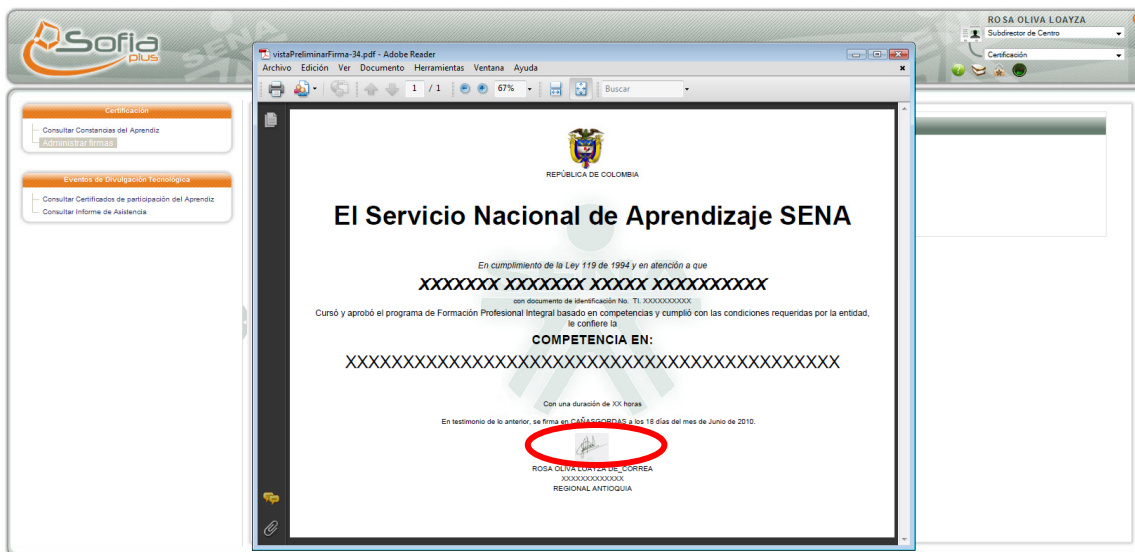 Sofia
plus
SENA
ROSA OLIVA LOAYZA
Subdirector de Centro
Certificación
Certificación
Consultar Constancias del Aprendiz
Administrar firmas
Eventos de Divulgación Tecnológica
Consultar Certificados de participación del Aprendiz
Consultar Informe de Asistencia
vistaPreliminarFirma-34.pdf - Adobe Reader
Archivo Edición Ver Documento Herramientas Ventana Ayuda
1 / 1 67% Buscar
REPÚBLICA DE COLOMBIA
El Servicio Nacional de Aprendizaje SENA
En cumplimiento de la Ley 119 de 1994 y en atención a que
XXXXXXX XXXXXXX XXXXX XXXXXXXXXX
con documento de identificación No. TI. XXXXXXXXXX
Cursó y aprobó el programa de Formación Profesional Integral basado en competencias y cumplió con las condiciones requeridas por la entidad,
le confiere la
COMPETENCIA EN:
XXXXXXXXXXXXXXXXXXXXXXXXXXXXXXXXXXXXXXXXXXX
Con una duración de XX horas
En testimonio de lo anterior, se firma en CAÑASGORDAS a los 18 días del mes de Junio de 2010.
ROSA OLIVA LOAYZA DE_CORREA
XXXXXXXXXXXXX
REGIONAL ANTIOQUIA